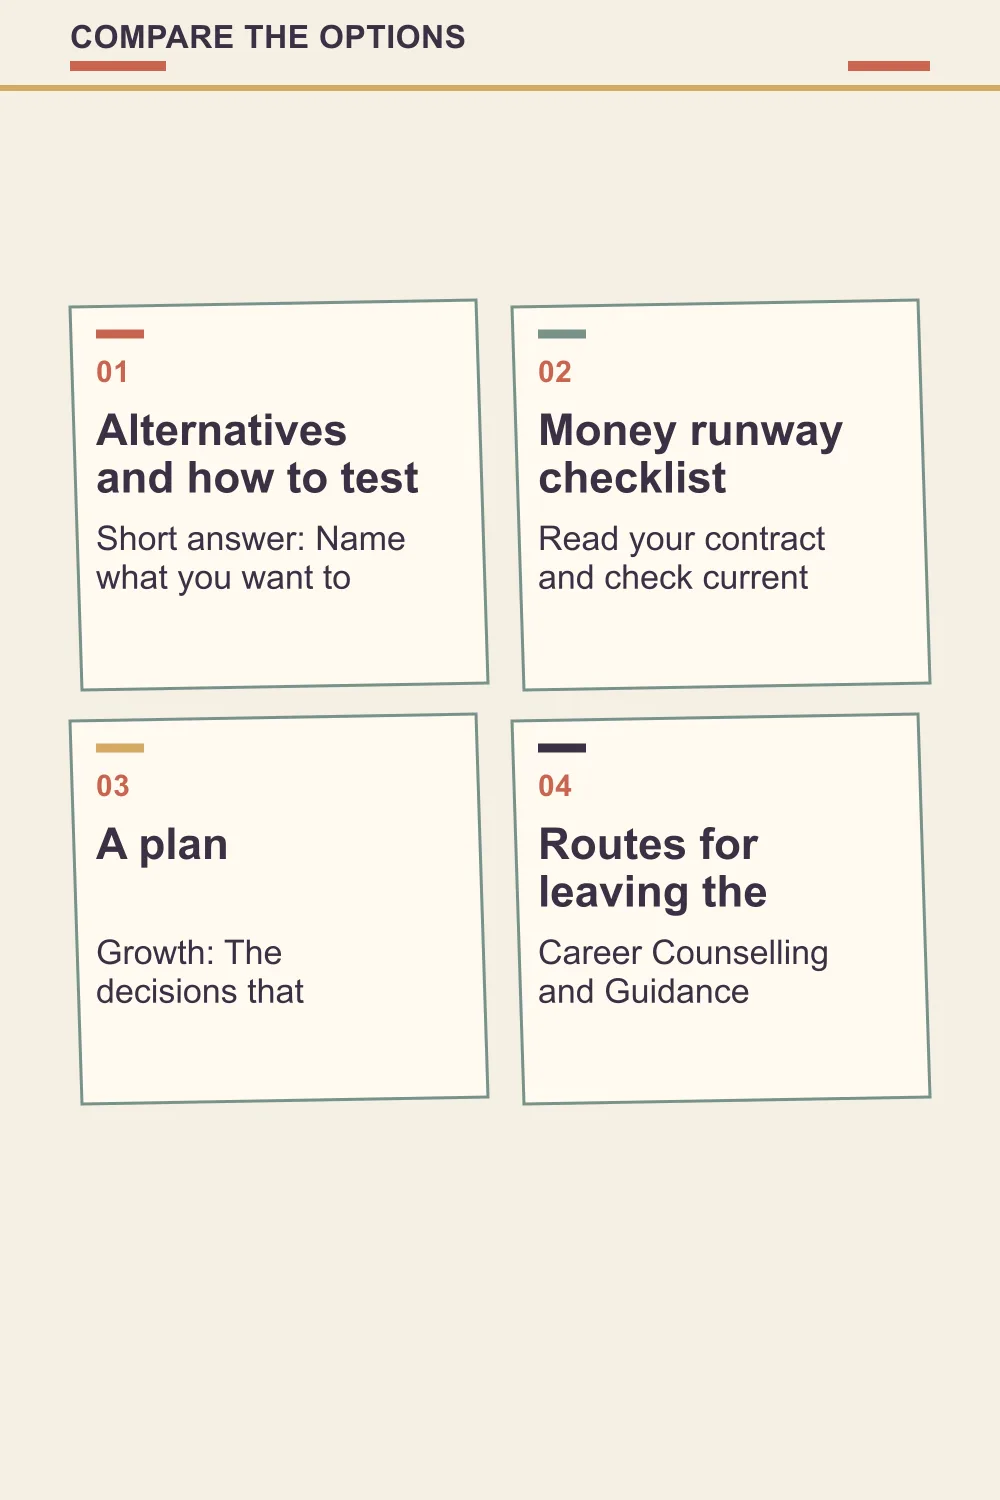 COMPARE THE OPTIONS
01
Alternatives
and how to test
Short answer: Name
what you want to
02
Money runway
checklist
Read your contract
and check current
03
A plan
Growth: The
decisions that
04
Routes for
leaving the
Career Counselling
and Guidance